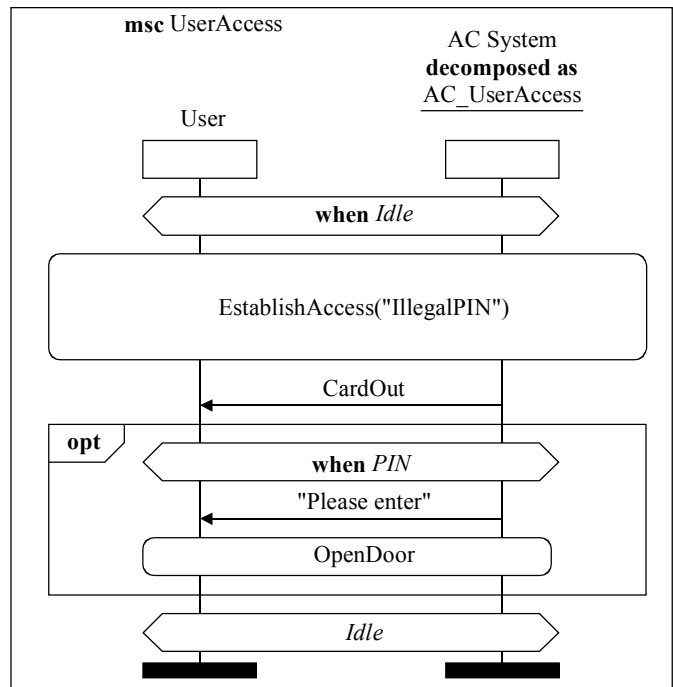 msc UserAccess
AC System
decomposed as
AC_UserAccess
User
when Idle
EstablishAccess("IllegalPIN")
CardOut
opt
when PIN
"Please enter"
OpenDoor
Idle